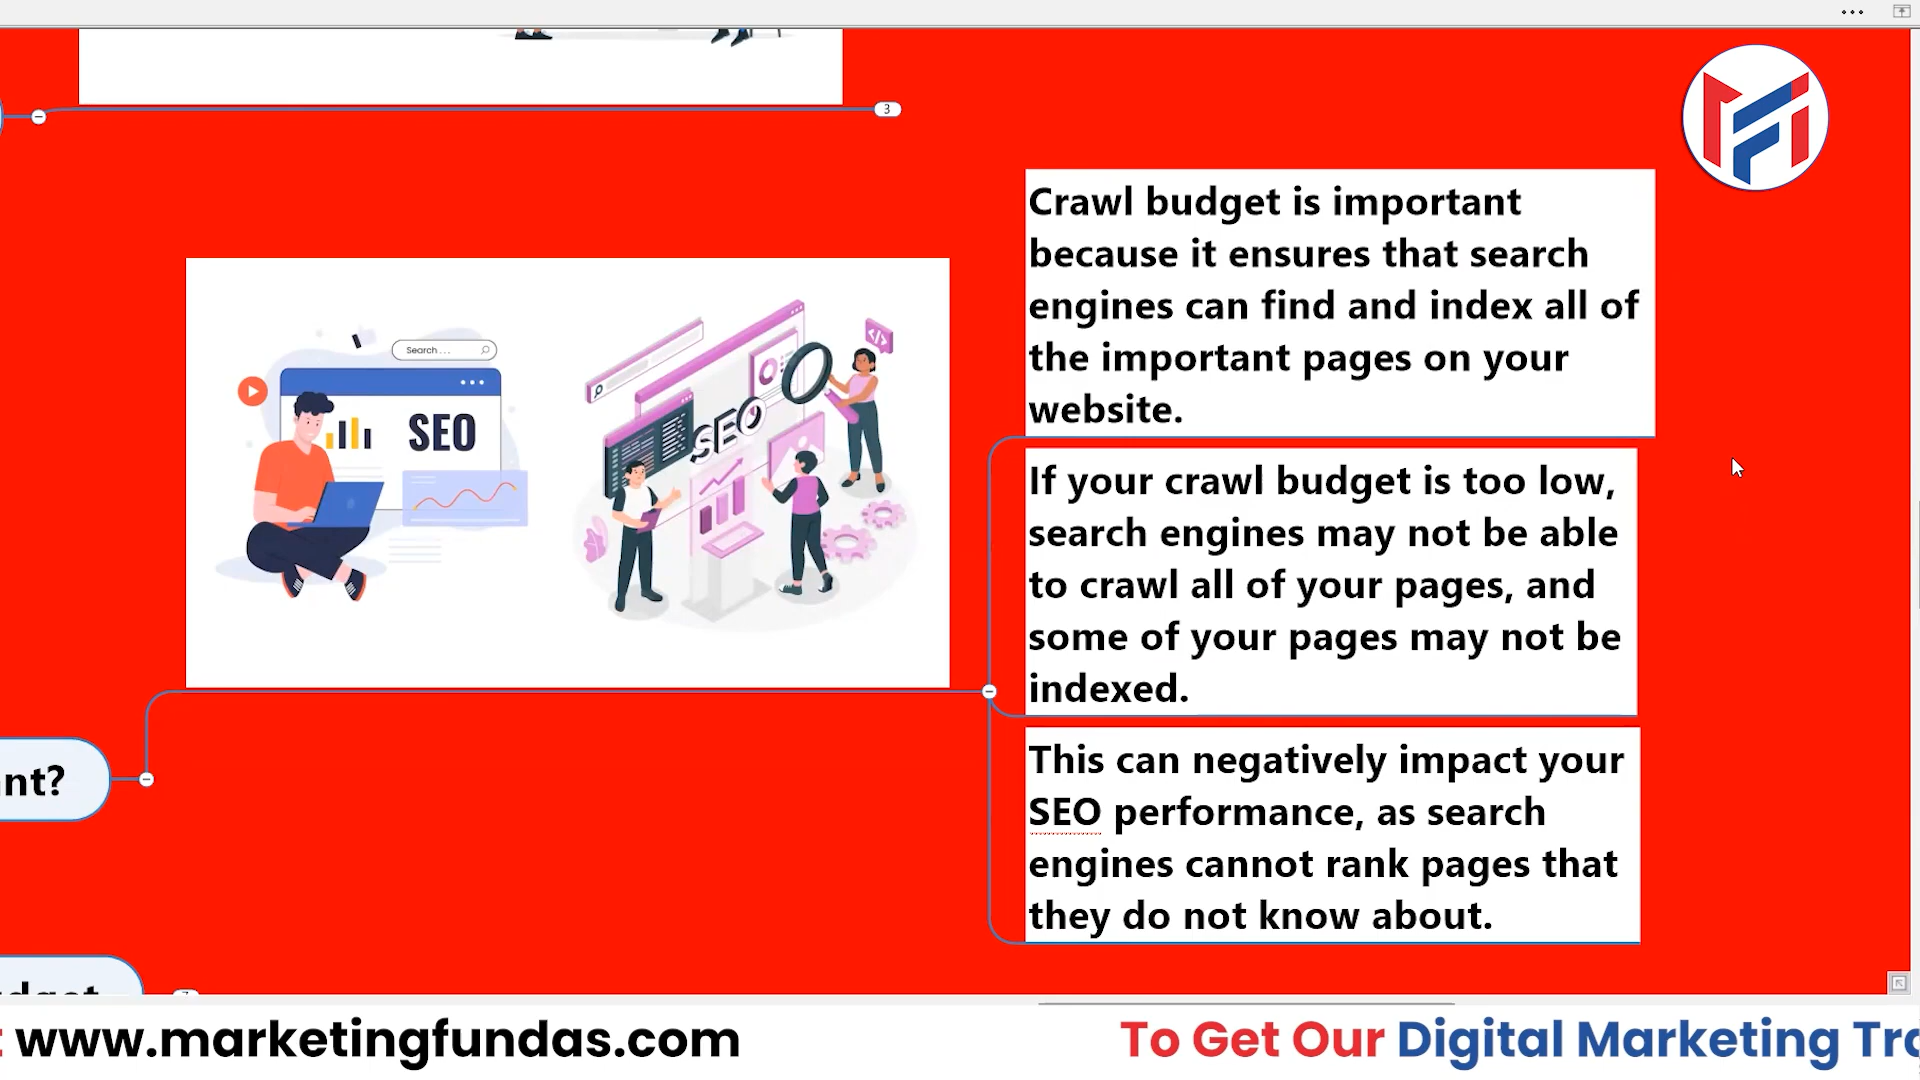 3
Crawl budget is important
because it ensures that search
engines can find and index all of
the important pages on your
website.
Search . . .
SEO
SEO
If your crawl budget is too low,
search engines may not be able
to crawl all of your pages, and
some of your pages may not be
indexed.
This can negatively impact your
SEO performance, as search
engines cannot rank pages that
they do not know about.
nt?
www.marketingfundas.com
To Get Our Digital Marketing Tra